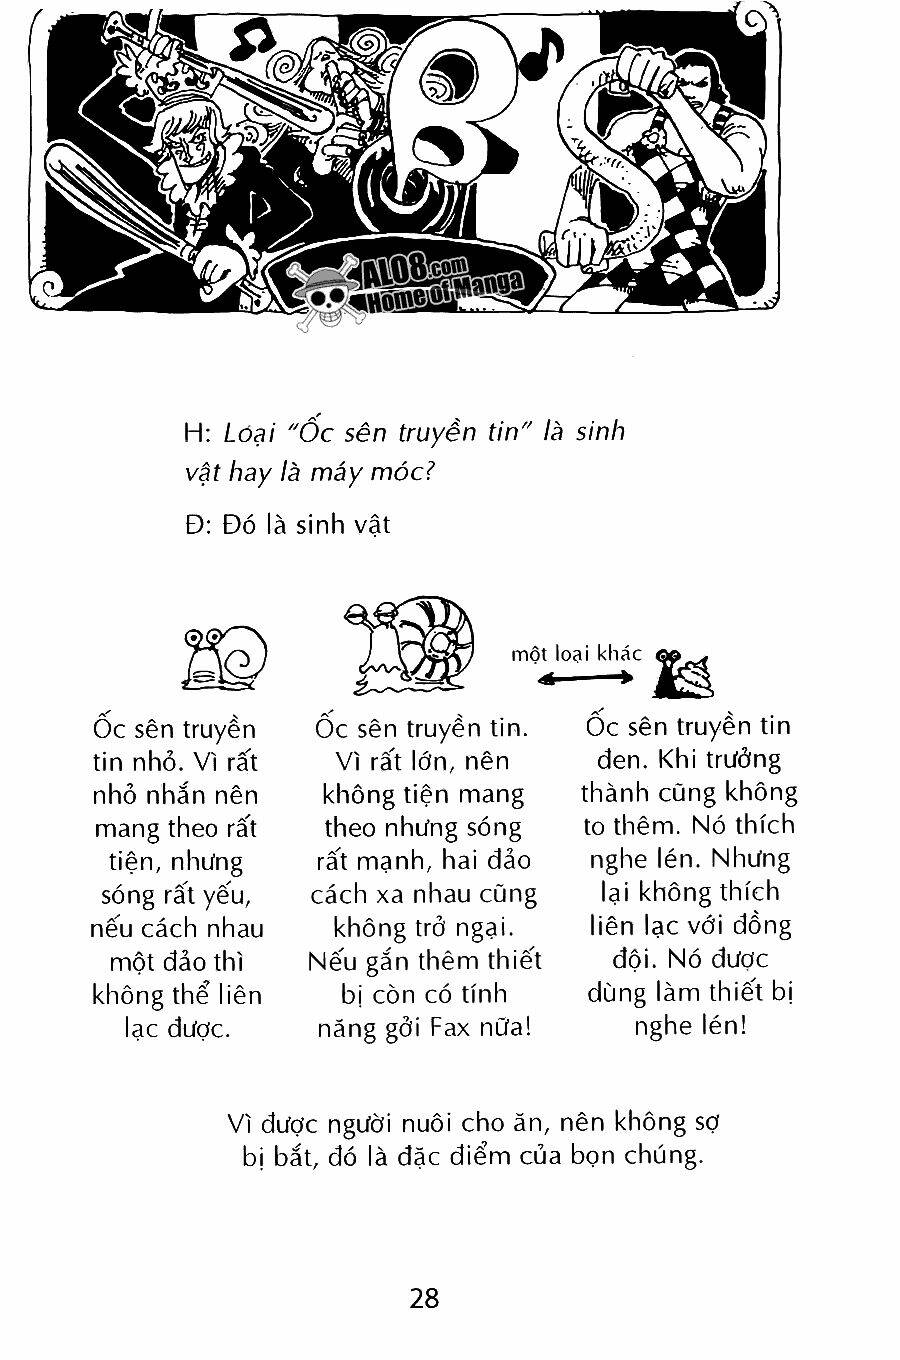 BS
ALO8.com
Home of Manga
H: Loại "Ốc sên truyền tin" là sinh
vật hay là máy móc?
Đ: Đó là sinh vật
một loại khác
Ốc sên truyền
tin nhỏ. Vì rất
nhỏ nhắn nên
mang theo rất
tiện, nhưng
sóng rất yếu,
nếu cách nhau
một đảo thì
không thể liên
lạc được.
Ốc sên truyền tin.
Vì rất lớn, nên
không tiện mang
theo nhưng sóng
rất mạnh, hai đảo
cách xa nhau cũng
không trở ngại.
Nếu gắn thêm thiết
bị còn có tính
năng gởi Fax nữa!
Ốc sên truyền tin
đen. Khi trưởng
thành cũng không
to thêm. Nó thích
nghe lén. Nhưng
lại không thích
liên lạc với đồng
đội. Nó được
dùng làm thiết bị
nghe lén!
Vì được người nuôi cho ăn, nên không sợ
bị bắt, đó là đặc điểm của bọn chúng.
28